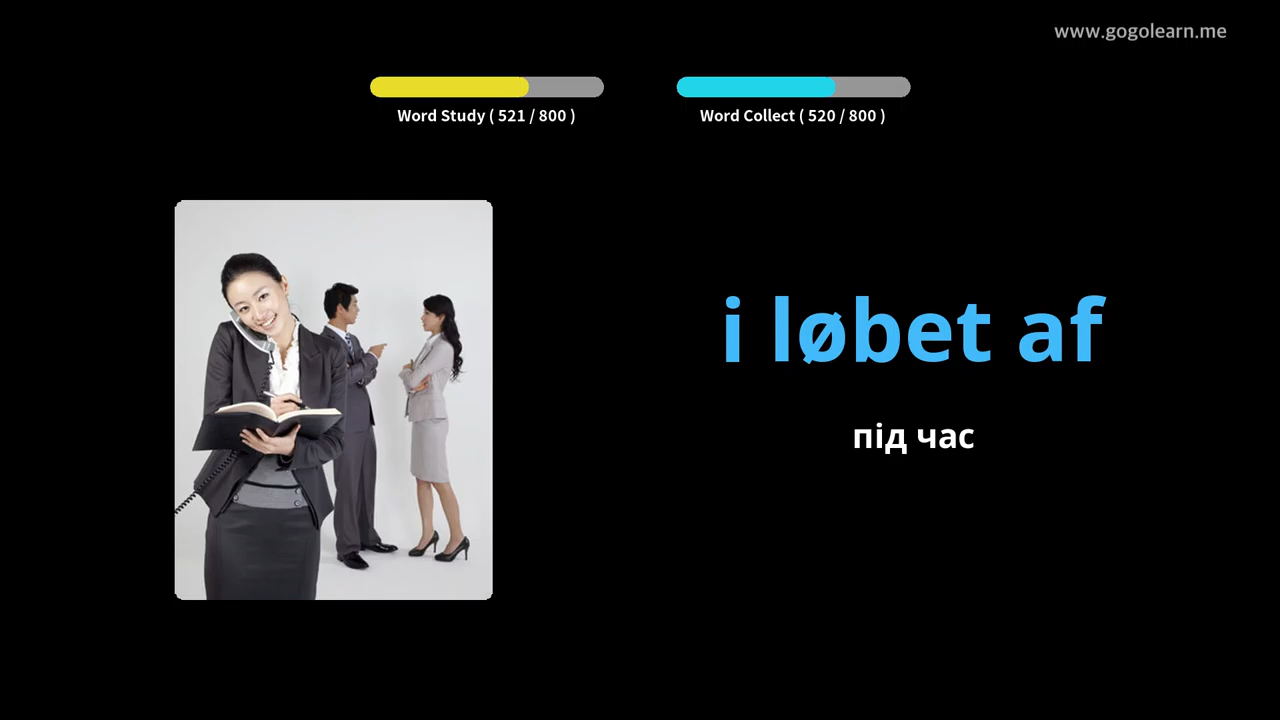 www.gogolearn.me
Word Study ( 521 / 800 )
Word Collect ( 520 / 800 )
i løbet af
під час